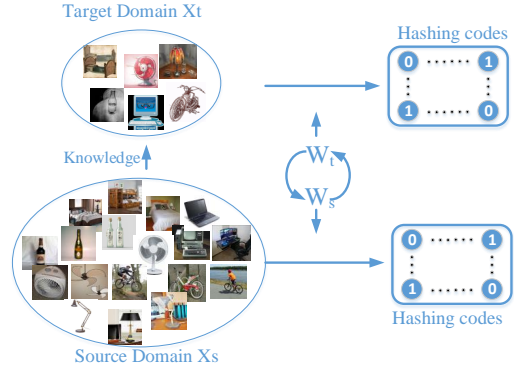 Target Domain Xt
Hashing codes
0 ...... 1
1 ...... 0
Knowledge
Wt
Ws
0 ...... 1
1 ...... 0
Hashing codes
Source Domain Xs